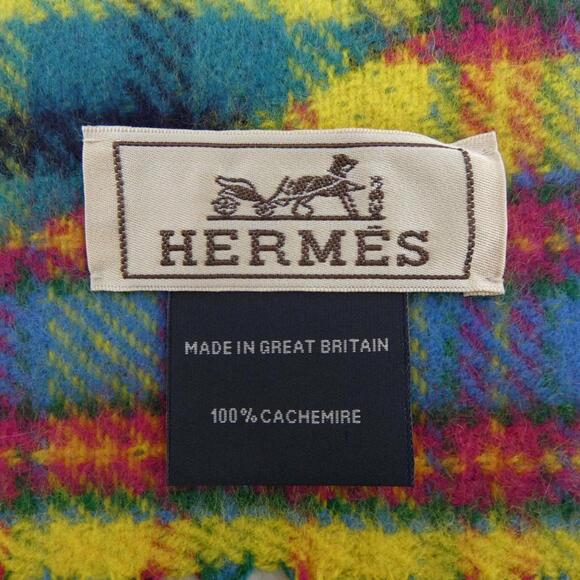 HERMÈS
MADE IN GREAT BRITAIN
100% CACHEMIRE